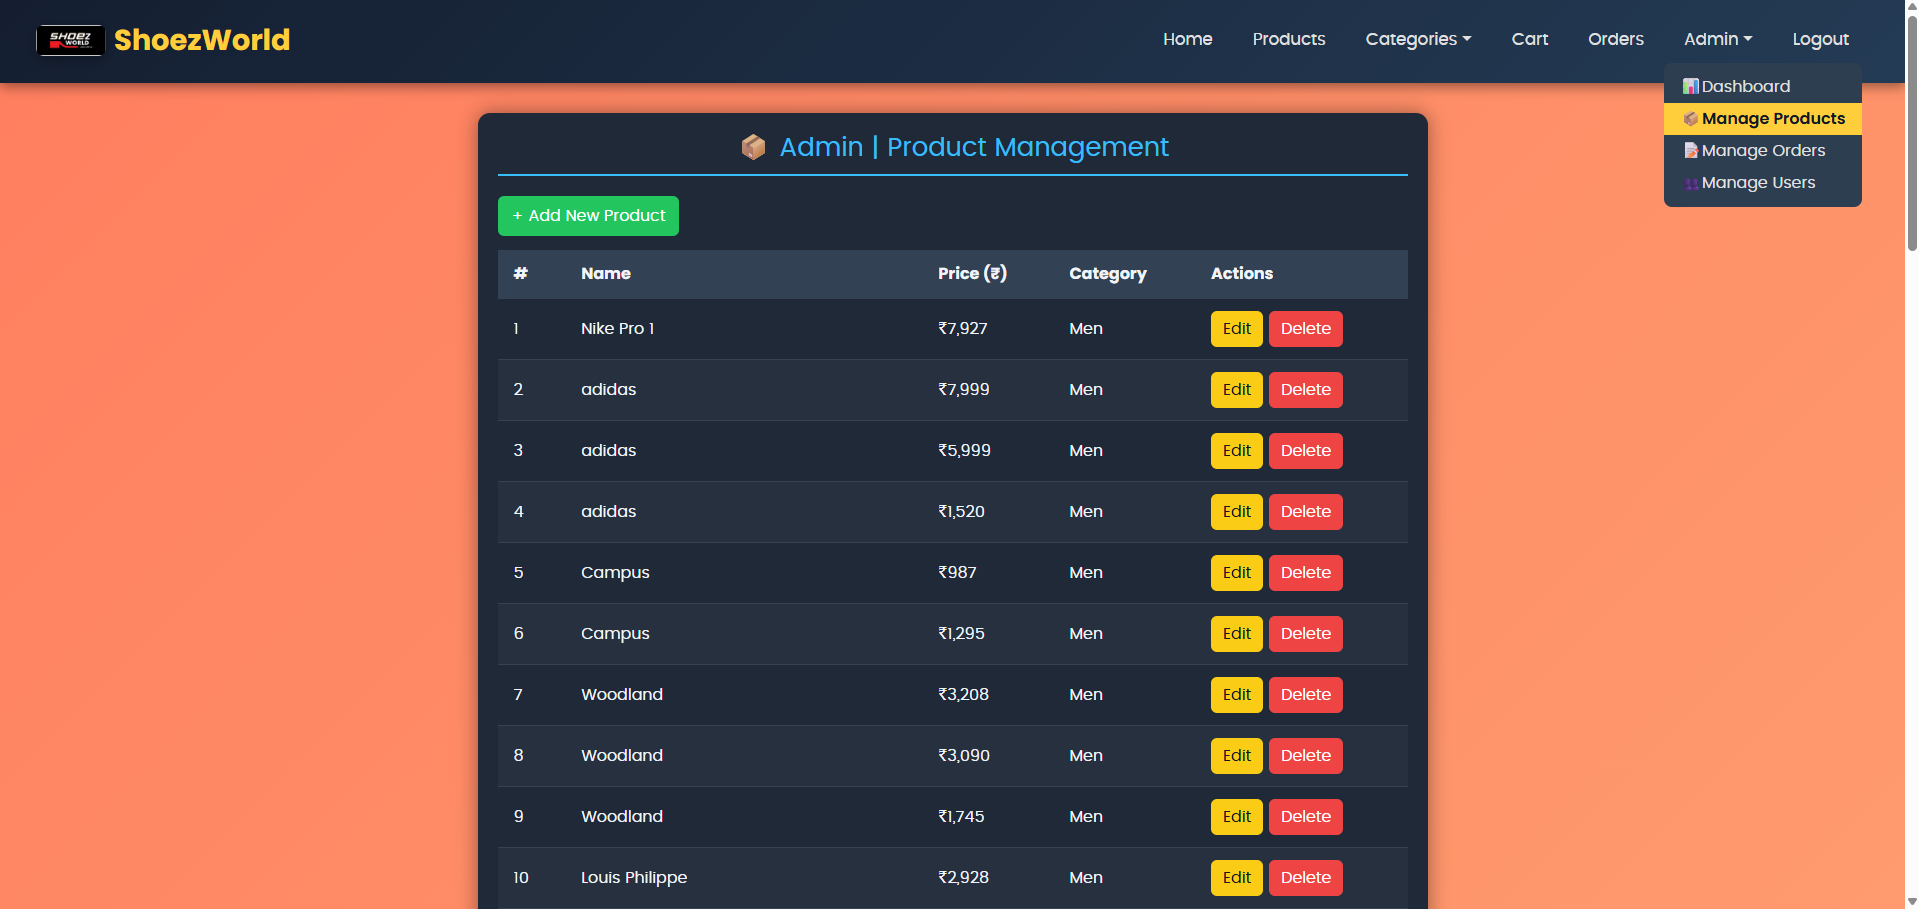 SHOEZ
WORLD
ShoezWorld
Home Products Categories Cart Orders Admin Logout
Dashboard
Manage Products
Manage Orders
Manage Users
Admin | Product Management
+ Add New Product
# Name Price (₹) Category Actions
1 Nike Pro 1 ₹7,927 Men Edit Delete
2 adidas ₹7,999 Men Edit Delete
3 adidas ₹5,999 Men Edit Delete
4 adidas ₹1,520 Men Edit Delete
5 Campus ₹987 Men Edit Delete
6 Campus ₹1,295 Men Edit Delete
7 Woodland ₹3,208 Men Edit Delete
8 Woodland ₹3,090 Men Edit Delete
9 Woodland ₹1,745 Men Edit Delete
10 Louis Philippe ₹2,928 Men Edit Delete